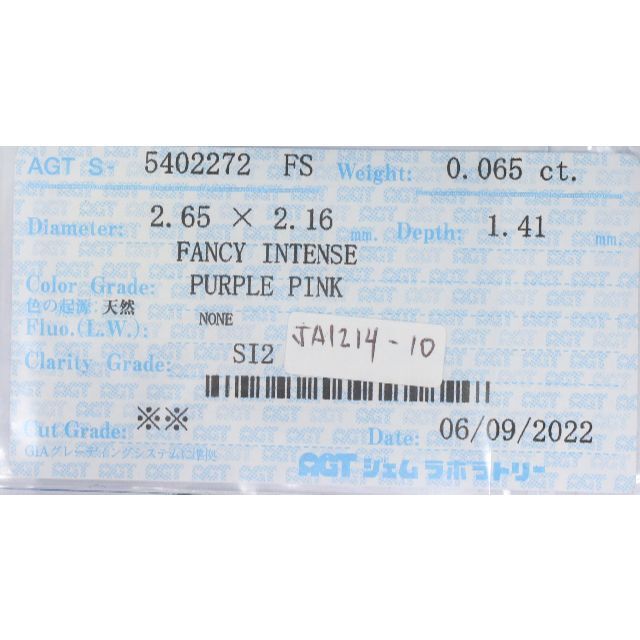 AGT S- 5402272 FS Weight: 0.065 ct.
Diameter: 2.65 × 2.16 mm. Depth: 1.41 mm.
FANCY INTENSE
Color Grade: PURPLE PINK
色の起源: 天然
Fluo.(L.W.): NONE
JA1214-10
Clarity Grade: SI2
Cut Grade: ※※ Date: 06/09/2022
GIAグレーディングシステムに準拠
AGT ジェムラボラトリー